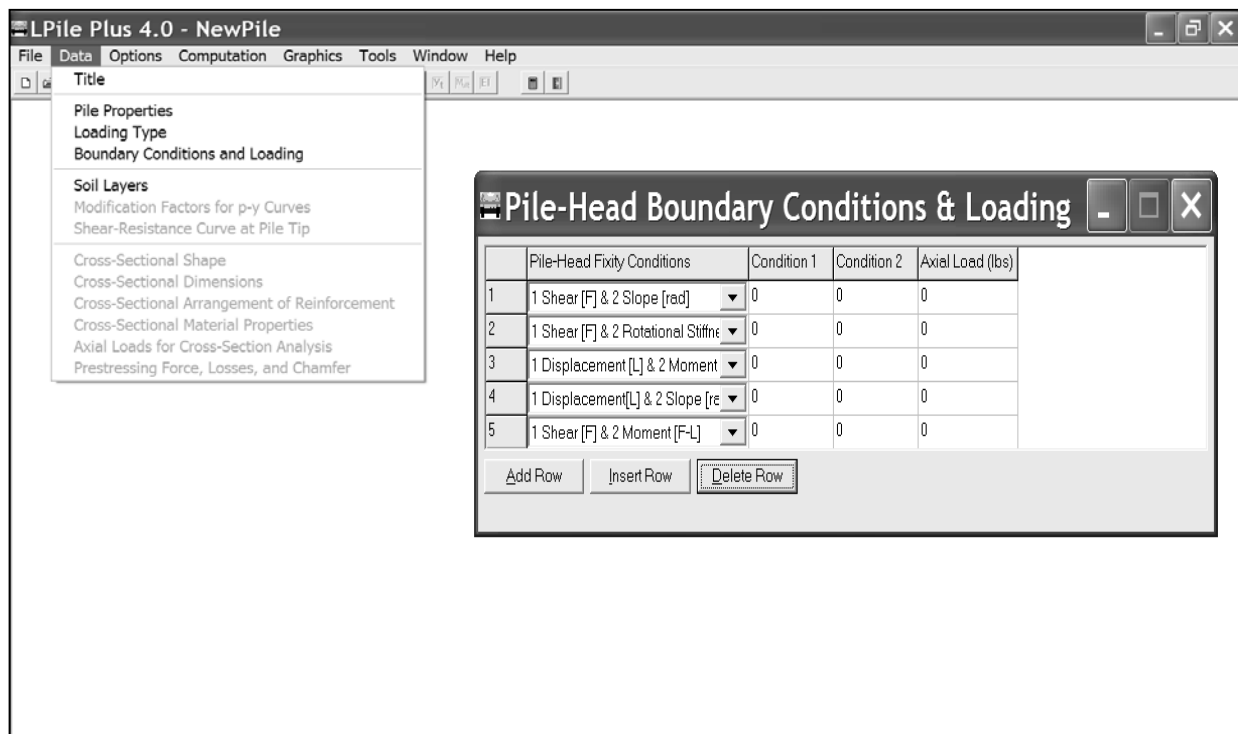 LPile Plus 4.0 - NewPile
File Data Options Computation Graphics Tools Window Help
Title
Pile Properties
Loading Type
Boundary Conditions and Loading
Soil Layers
Modification Factors for p-y Curves
Shear-Resistance Curve at Pile Tip
Cross-Sectional Shape
Cross-Sectional Dimensions
Cross-Sectional Arrangement of Reinforcement
Cross-Sectional Material Properties
Axial Loads for Cross-Section Analysis
Prestressing Force, Losses, and Chamfer
Pile-Head Boundary Conditions & Loading
Pile-Head Fixity Conditions Condition 1 Condition 2 Axial Load (lbs)
1 1 Shear [F] & 2 Slope [rad] 0 0 0
2 1 Shear [F] & 2 Rotational Stiffne 0 0 0
3 1 Displacement [L] & 2 Moment 0 0 0
4 1 Displacement[L] & 2 Slope [ra 0 0 0
5 1 Shear [F] & 2 Moment [F-L] 0 0 0
Add Row Insert Row Delete Row